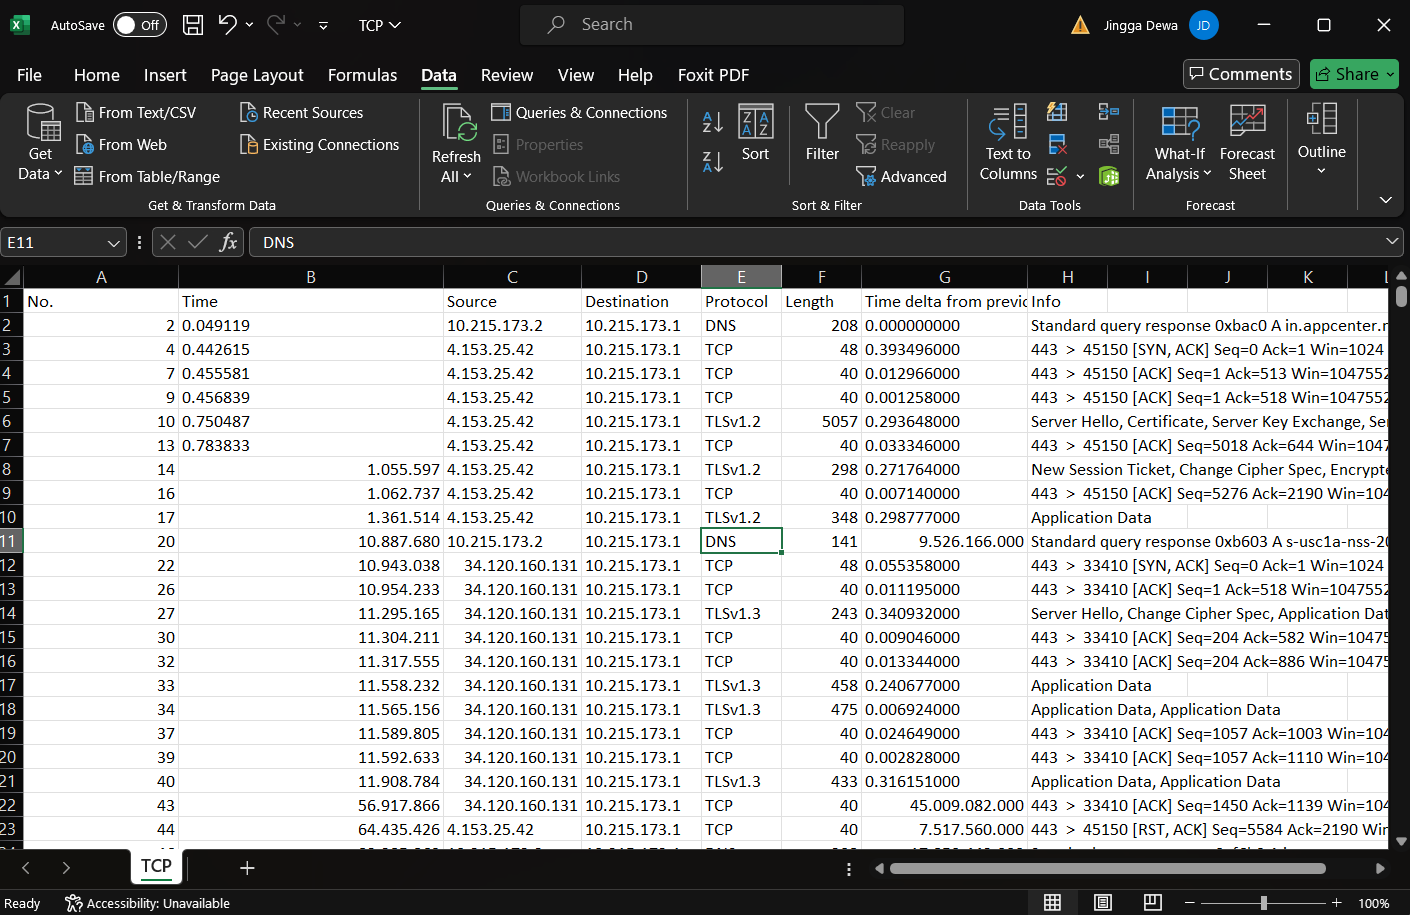 AutoSave Off TCP Search Jingga Dewa JD
File Home Insert Page Layout Formulas Data Review View Help Foxit PDF Comments Share
Get Data
From Text/CSV
From Web
From Table/Range
Recent Sources
Existing Connections
Get & Transform Data
Refresh All
Queries & Connections
Properties
Workbook Links
Queries & Connections
Sort
Filter
Clear
Reapply
Advanced
Sort & Filter
Text to Columns
Data Tools
What-If Analysis
Forecast Sheet
Forecast
Outline
E11 fx DNS
A B C D E F G H I J K L
1 No. Time Source Destination Protocol Length Time delta from previc Info
2 2 0.049119 10.215.173.2 10.215.173.1 DNS 208 0.000000000 Standard query response 0xbac0 A in.appcenter.r
3 4 0.442615 4.153.25.42 10.215.173.1 TCP 48 0.393496000 443 > 45150 [SYN, ACK] Seq=0 Ack=1 Win=1024
4 7 0.455581 4.153.25.42 10.215.173.1 TCP 40 0.012966000 443 > 45150 [ACK] Seq=1 Ack=513 Win=1047552
5 9 0.456839 4.153.25.42 10.215.173.1 TCP 40 0.001258000 443 > 45150 [ACK] Seq=1 Ack=518 Win=1047552
6 10 0.750487 4.153.25.42 10.215.173.1 TLSv1.2 5057 0.293648000 Server Hello, Certificate, Server Key Exchange, Se
7 13 0.783833 4.153.25.42 10.215.173.1 TCP 40 0.033346000 443 > 45150 [ACK] Seq=5018 Ack=644 Win=1047
8 14 1.055.597 4.153.25.42 10.215.173.1 TLSv1.2 298 0.271764000 New Session Ticket, Change Cipher Spec, Encrypte
9 16 1.062.737 4.153.25.42 10.215.173.1 TCP 40 0.007140000 443 > 45150 [ACK] Seq=5276 Ack=2190 Win=104
10 17 1.361.514 4.153.25.42 10.215.173.1 TLSv1.2 348 0.298777000 Application Data
11 20 10.887.680 10.215.173.2 10.215.173.1 DNS 141 9.526.166.000 Standard query response 0xb603 A s-usc1a-nss-20
12 22 10.943.038 34.120.160.131 10.215.173.1 TCP 48 0.055358000 443 > 33410 [SYN, ACK] Seq=0 Ack=1 Win=1024
13 26 10.954.233 34.120.160.131 10.215.173.1 TCP 40 0.011195000 443 > 33410 [ACK] Seq=1 Ack=518 Win=1047552
14 27 11.295.165 34.120.160.131 10.215.173.1 TLSv1.3 243 0.340932000 Server Hello, Change Cipher Spec, Application Dat
15 30 11.304.211 34.120.160.131 10.215.173.1 TCP 40 0.009046000 443 > 33410 [ACK] Seq=204 Ack=582 Win=10475
16 32 11.317.555 34.120.160.131 10.215.173.1 TCP 40 0.013344000 443 > 33410 [ACK] Seq=204 Ack=886 Win=10475
17 33 11.558.232 34.120.160.131 10.215.173.1 TLSv1.3 458 0.240677000 Application Data
18 34 11.565.156 34.120.160.131 10.215.173.1 TLSv1.3 475 0.006924000 Application Data, Application Data
19 37 11.589.805 34.120.160.131 10.215.173.1 TCP 40 0.024649000 443 > 33410 [ACK] Seq=1057 Ack=1003 Win=104
20 39 11.592.633 34.120.160.131 10.215.173.1 TCP 40 0.002828000 443 > 33410 [ACK] Seq=1057 Ack=1110 Win=104
21 40 11.908.784 34.120.160.131 10.215.173.1 TLSv1.3 433 0.316151000 Application Data, Application Data
22 43 56.917.866 34.120.160.131 10.215.173.1 TCP 40 45.009.082.000 443 > 33410 [ACK] Seq=1450 Ack=1139 Win=104
23 44 64.435.426 4.153.25.42 10.215.173.1 TCP 40 7.517.560.000 443 > 45150 [RST, ACK] Seq=5584 Ack=2190 Wir
TCP
Ready Accessibility: Unavailable 100%